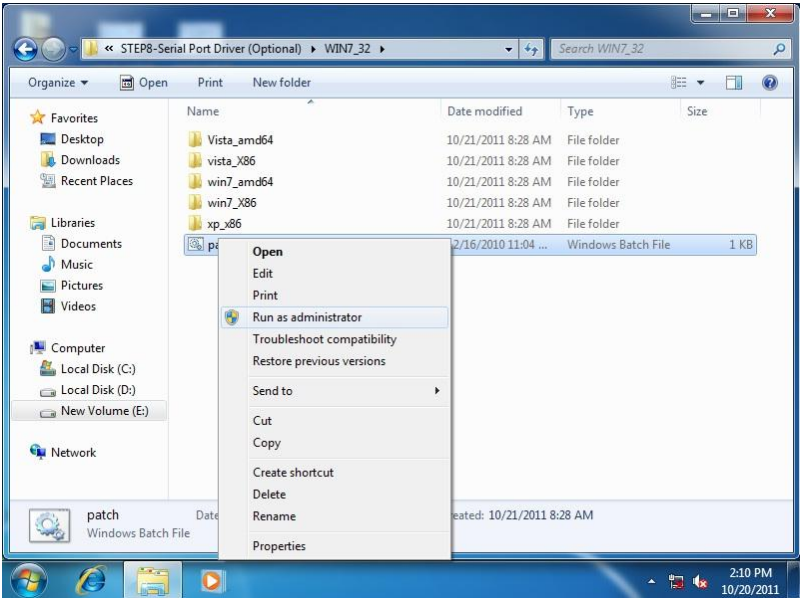 « STEP8-Serial Port Driver (Optional) ▸ WIN7_32 ▸
Search WIN7_32
Organize ▾ Open Print New folder
Name Date modified Type Size
Favorites
Desktop
Downloads
Recent Places
Libraries
Documents
Music
Pictures
Videos
Computer
Local Disk (C:)
Local Disk (D:)
New Volume (E:)
Network
Vista_amd64 10/21/2011 8:28 AM File folder
vista_X86 10/21/2011 8:28 AM File folder
win7_amd64 10/21/2011 8:28 AM File folder
win7_X86 10/21/2011 8:28 AM File folder
xp_x86 10/21/2011 8:28 AM File folder
pa 2/16/2010 11:04 ... Windows Batch File 1 KB
Open
Edit
Print
Run as administrator
Troubleshoot compatibility
Restore previous versions
Send to
Cut
Copy
Create shortcut
Delete
Rename
Properties
patch Date eated: 10/21/2011 8:28 AM
Windows Batch File
2:10 PM
10/20/2011